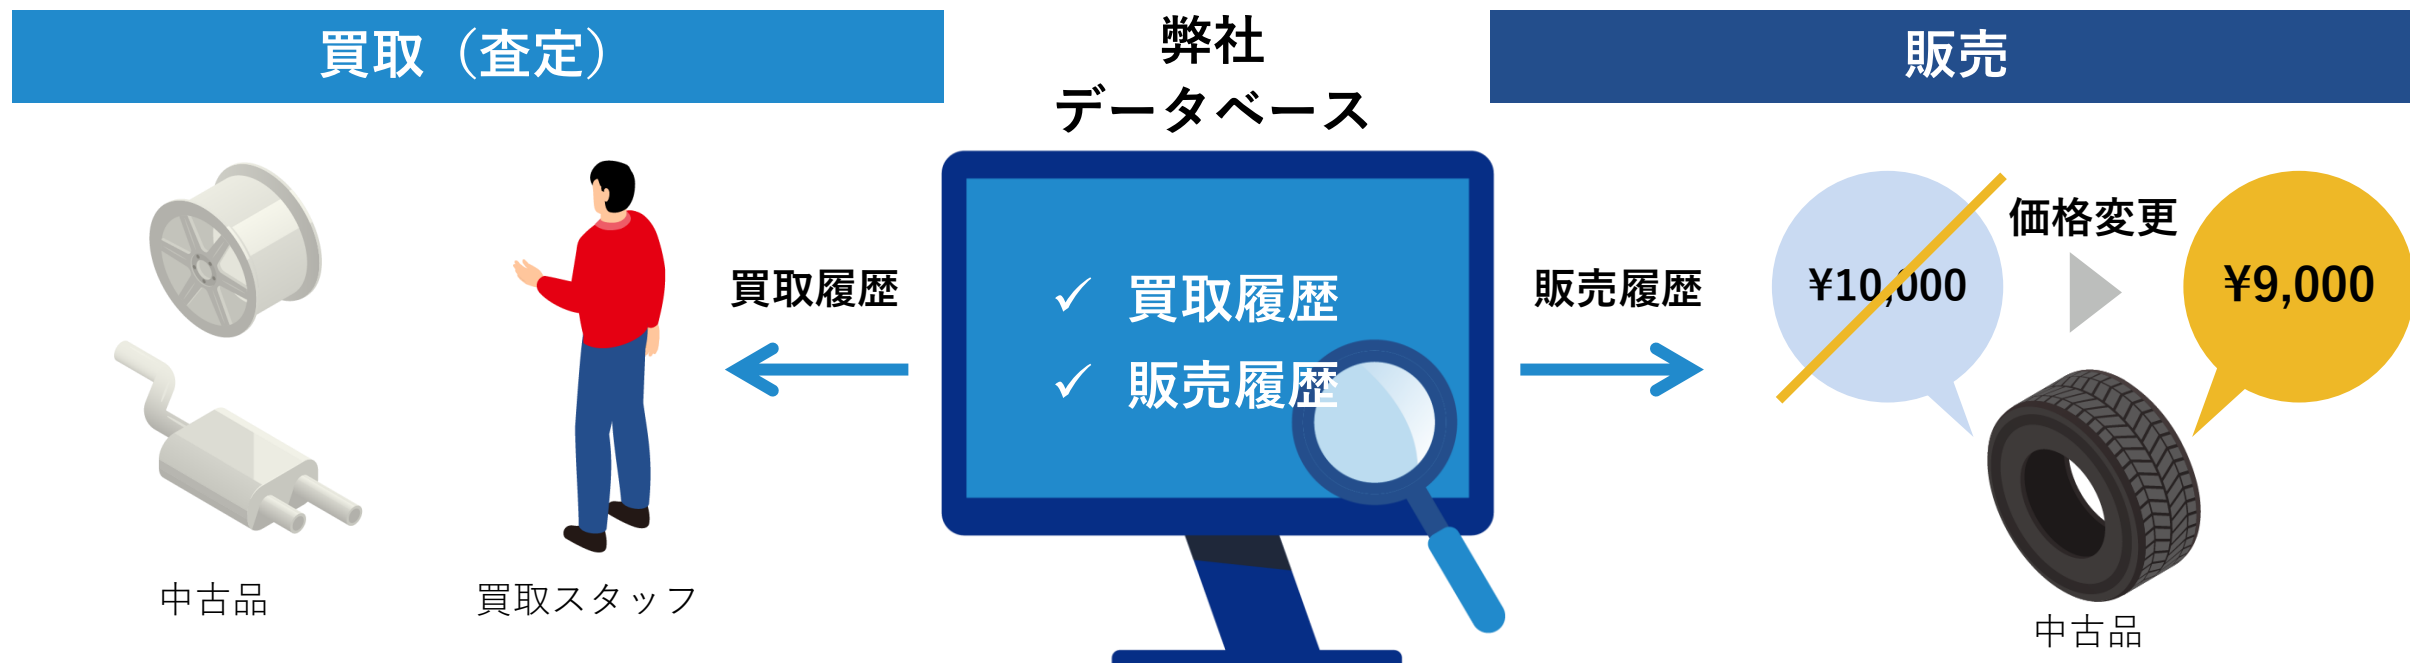 買取（査定）
弊社
データベース
販売
買取履歴
買取履歴
販売履歴
販売履歴
¥10,000
価格変更
¥9,000
中古品
買取スタッフ
中古品